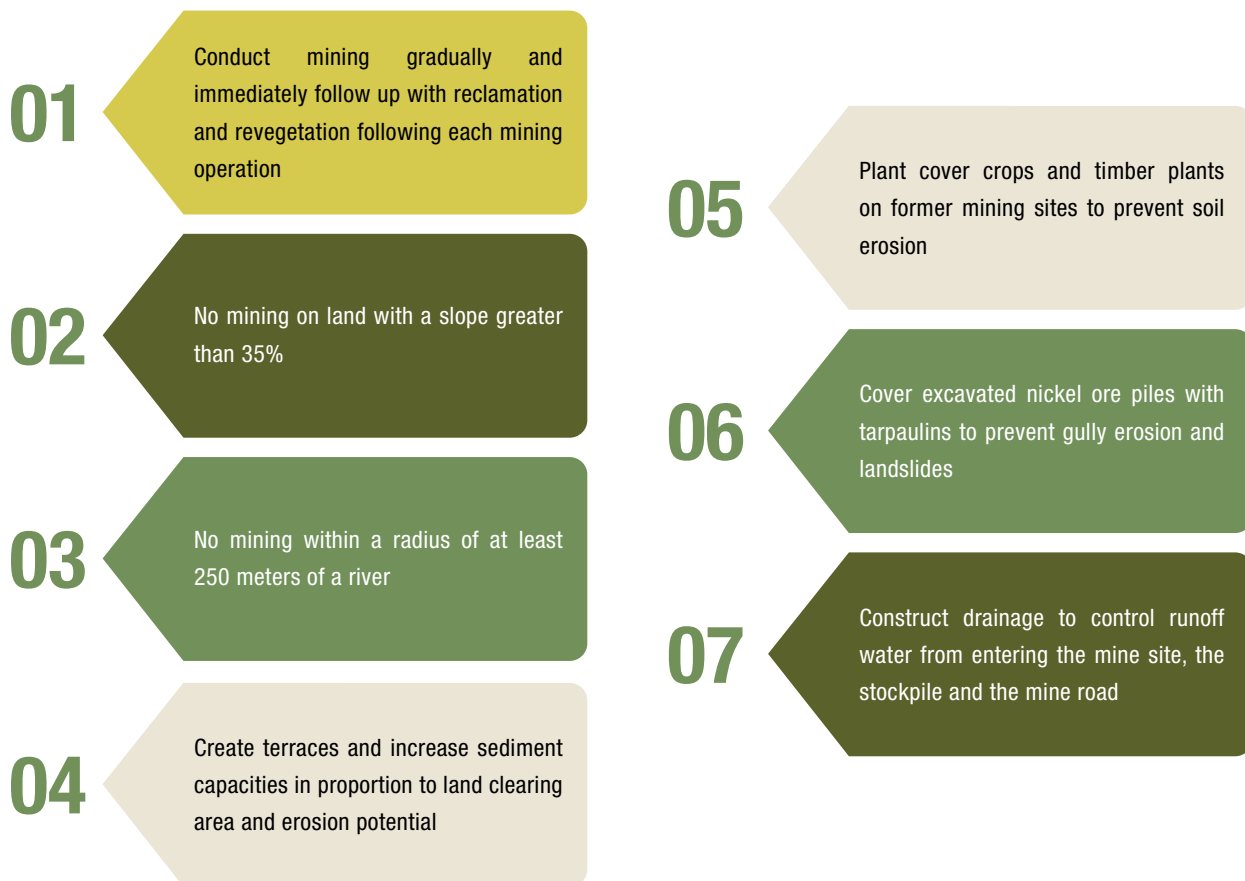 01
Conduct mining gradually and
immediately follow up with reclamation
and revegetation following each mining
operation
02
No mining on land with a slope greater
than 35%
03
No mining within a radius of at least
250 meters of a river
04
Create terraces and increase sediment
capacities in proportion to land clearing
area and erosion potential
05
Plant cover crops and timber plants
on former mining sites to prevent soil
erosion
06
Cover excavated nickel ore piles with
tarpaulins to prevent gully erosion and
landslides
07
Construct drainage to control runoff
water from entering the mine site, the
stockpile and the mine road